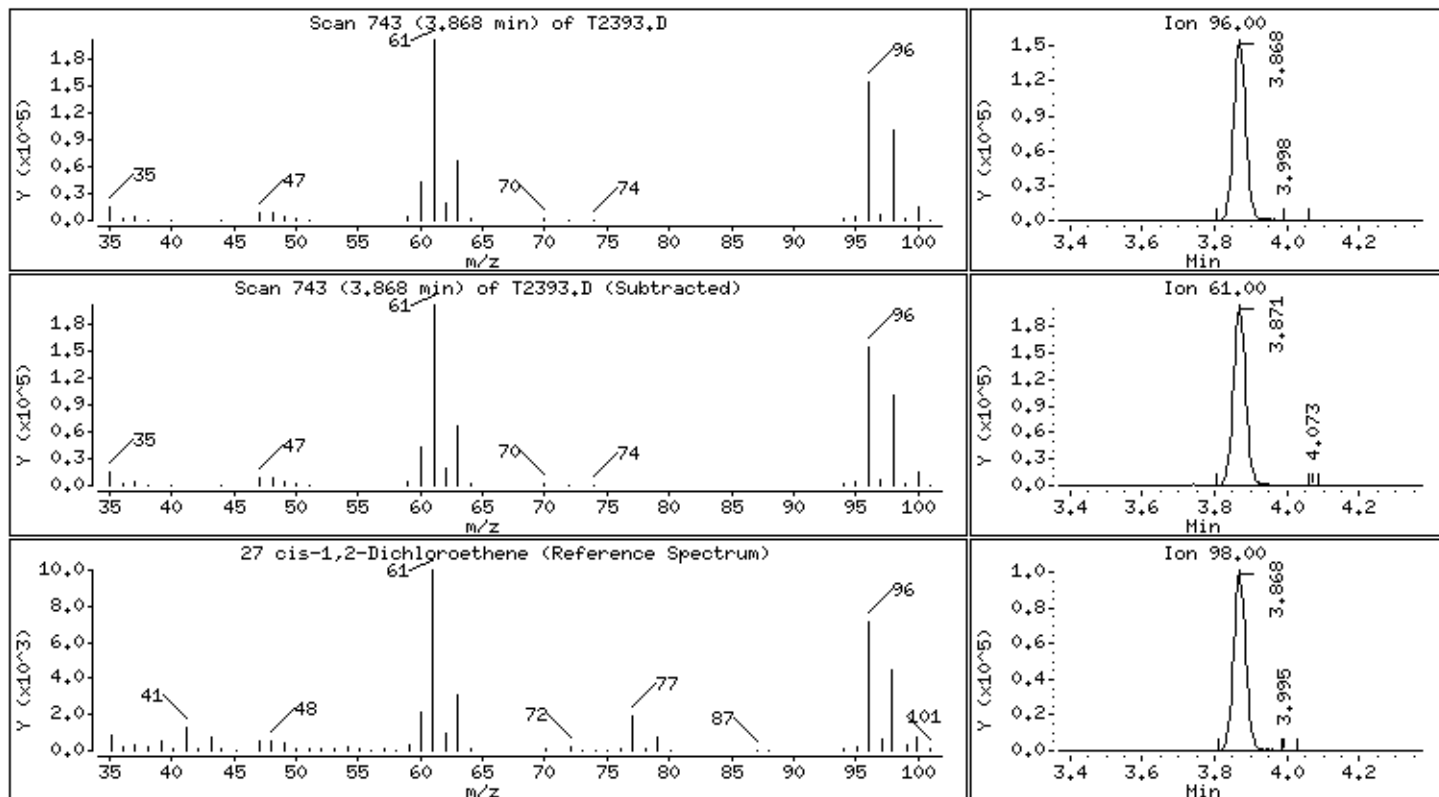 Scan 743 (3.868 min) of T2393.D
Y (x10^5)
1.8
1.5
1.2
0.9
0.6
0.3
0.0
61
96
35
47
70
74
35 40 45 50 55 60 65 70 75 80 85 90 95 100
m/z
Ion 96.00
Y (x10^5)
1.5
1.2
0.9
0.6
0.3
0.0
3.868
3.998
3.4 3.6 3.8 4.0 4.2
Min
Scan 743 (3.868 min) of T2393.D (Subtracted)
Y (x10^5)
1.8
1.5
1.2
0.9
0.6
0.3
0.0
61
96
35
47
70
74
35 40 45 50 55 60 65 70 75 80 85 90 95 100
m/z
Ion 61.00
Y (x10^5)
1.8
1.5
1.2
0.9
0.6
0.3
0.0
3.871
4.073
3.4 3.6 3.8 4.0 4.2
Min
27 cis-1,2-Dichloroethene (Reference Spectrum)
Y (x10^3)
10.0
8.0
6.0
4.0
2.0
0.0
61
96
41
48
72
77
87
101
35 40 45 50 55 60 65 70 75 80 85 90 95 100
m/z
Ion 98.00
Y (x10^5)
1.0
0.8
0.6
0.4
0.2
0.0
3.868
3.995
3.4 3.6 3.8 4.0 4.2
Min